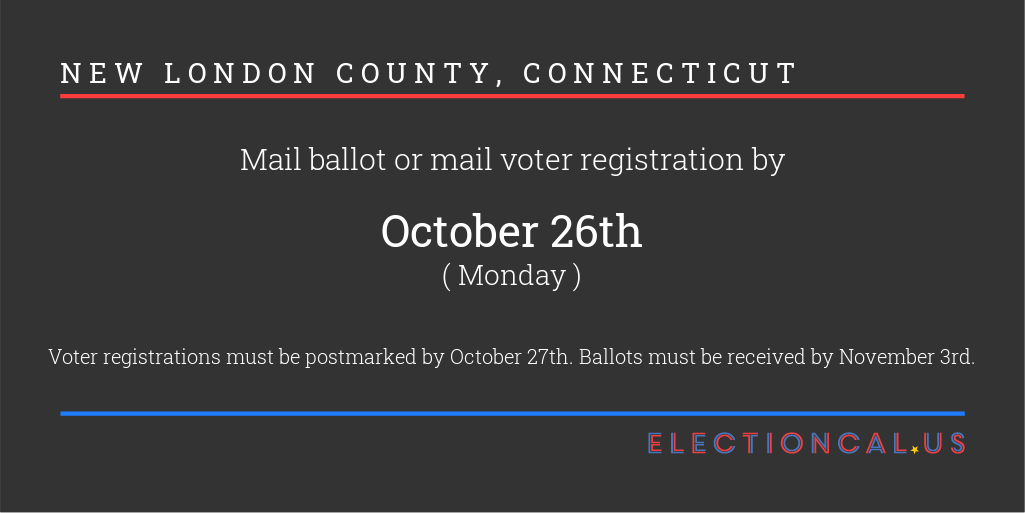 NEW LONDON COUNTY, CONNECTICUT
Mail ballot or mail voter registration by
October 26th
( Monday )
Voter registrations must be postmarked by October 27th. Ballots must be received by November 3rd.
ELECTIONCAL.US